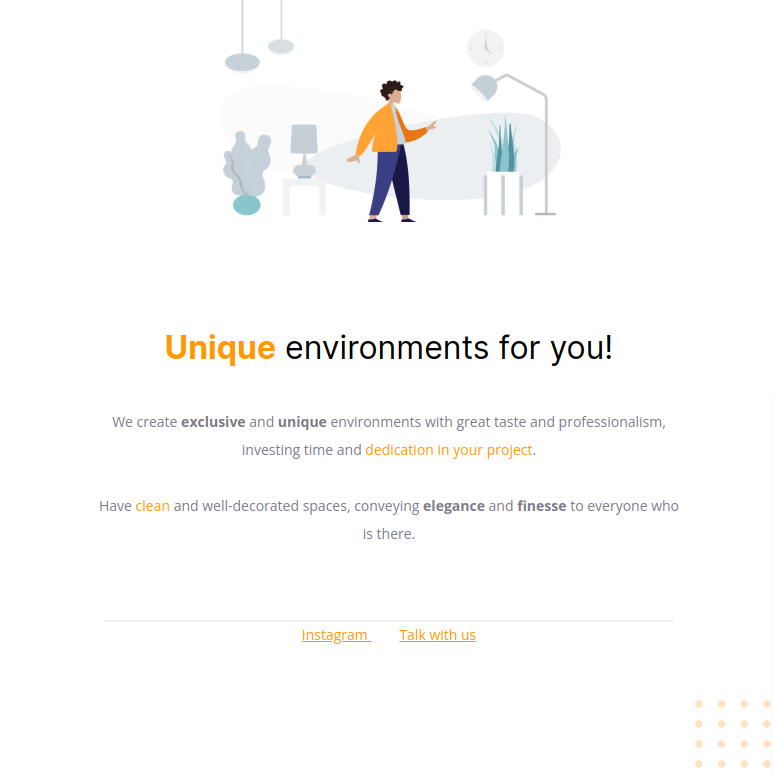 Unique environments for you!
We create exclusive and unique environments with great taste and professionalism,
investing time and dedication in your project.
Have clean and well-decorated spaces, conveying elegance and finesse to everyone who
is there.
Instagram Talk with us